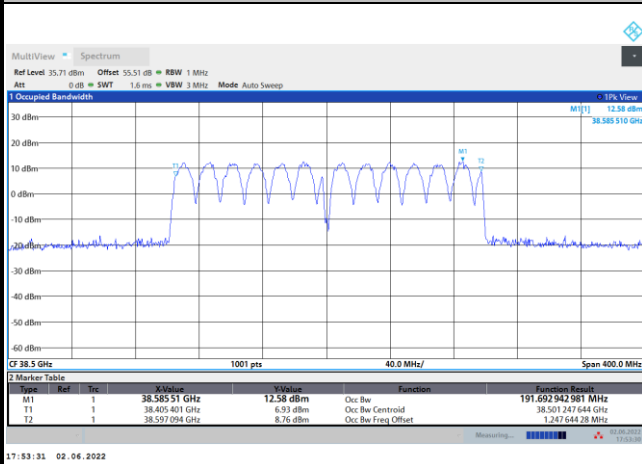 MultiView Spectrum
Ref Level 35.71 dBm Offset 55.51 dB RBW 1 MHz
Att 0 dB SWT 1.6 ms VBW 3 MHz Mode Auto Sweep
1 Occupied Bandwidth 1Pk View
M1[1] 12.58 dBm
38.585 510 GHz
30 dBm
20 dBm
M1
T1 T2
10 dBm
0 dBm
-10 dBm
-20 dBm
-30 dBm
-40 dBm
-50 dBm
-60 dBm
CF 38.5 GHz 1001 pts 40.0 MHz/ Span 400.0 MHz
2 Marker Table
Type Ref Trc X-Value Y-Value Function Function Result
M1 1 38.585 51 GHz 12.58 dBm Occ Bw 191.692 942 981 MHz
T1 1 38.405 401 GHz 6.93 dBm Occ Bw Centroid 38.501 247 644 GHz
T2 1 38.597 094 GHz 8.76 dBm Occ Bw Freq Offset 1.247 644 28 MHz
Measuring... 02.06.2022
17:53:30
17:53:31 02.06.2022